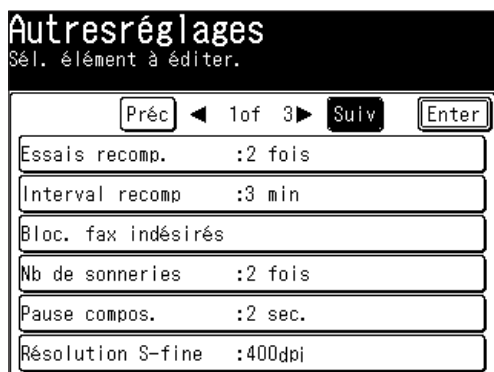 Autresréglages
Sél. élément à éditer.
Préc ◀ 1of 3▶ Suiv Enter
Essais recomp. :2 fois
Interval recomp :3 min
Bloc. fax indésirés
Nb de sonneries :2 fois
Pause compos. :2 sec.
Résolution S-fine :400dpi